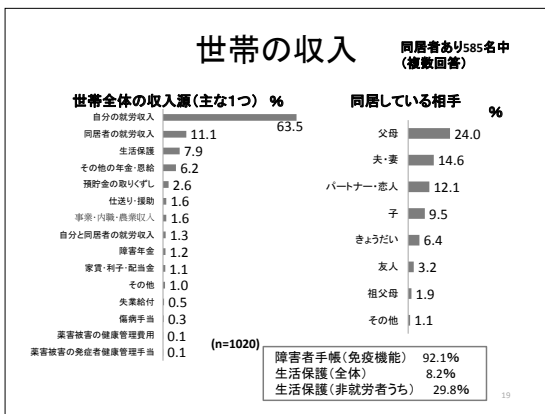 世帯の収入
同居者あり585名中
(複数回答)
世帯全体の収入源(主な1つ) %
自分の就労収入 63.5
同居者の就労収入 11.1
生活保護 7.9
その他の年金・恩給 6.2
預貯金の取りくずし 2.6
仕送り・援助 1.6
事業・内職・農業収入 1.6
自分と同居者の就労収入 1.3
障害年金 1.2
家賃・利子・配当金 1.1
その他 1.0
失業給付 0.5
傷病手当 0.3
薬害被害の健康管理費用 0.1
薬害被害の発症者健康管理手当 0.1
(n=1020)
同居している相手
%
父母 24.0
夫・妻 14.6
パートナー・恋人 12.1
子 9.5
きょうだい 6.4
友人 3.2
祖父母 1.9
その他 1.1
障害者手帳(免疫機能) 92.1%
生活保護(全体) 8.2%
生活保護(非就労者うち) 29.8%
19